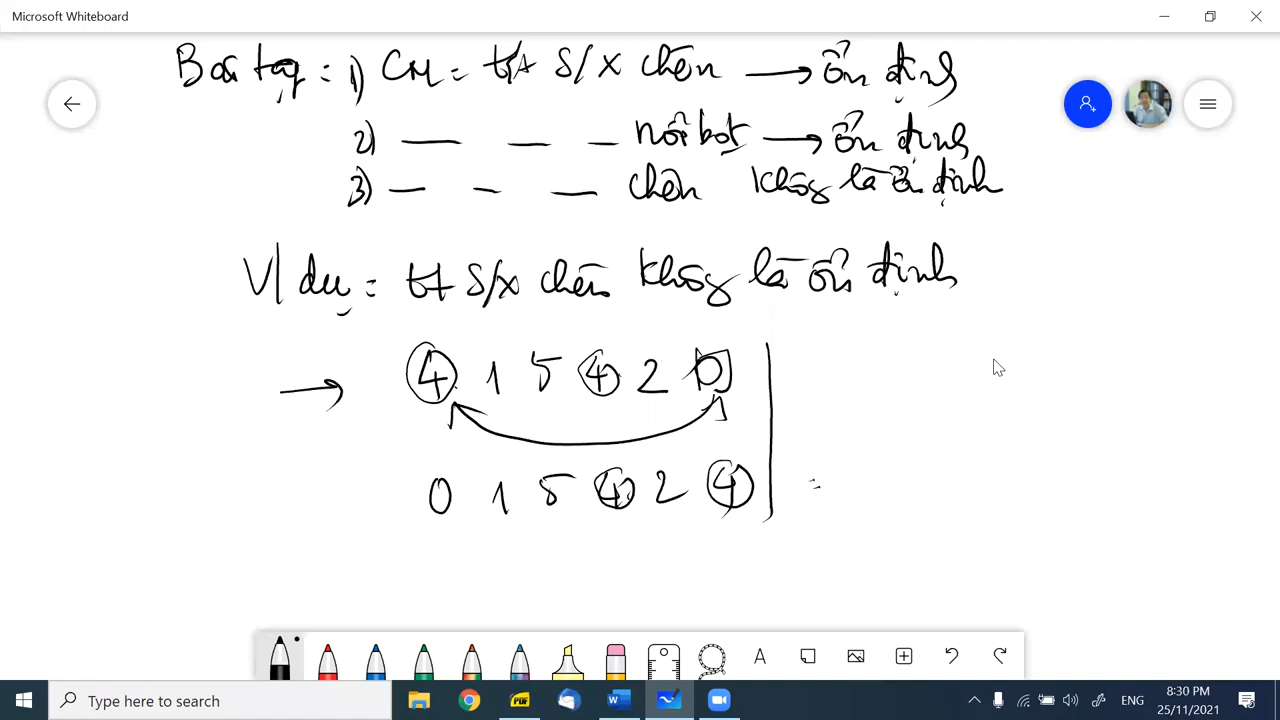 Microsoft Whiteboard
Bài tập: 1) CM: tt S/X chèn → ổn định
2) — — — nổi bọt → ổn định
3) — — — chèn không là ổn định
Ví dụ: tt S/X chèn không là ổn định
→ 4 1 5 4 2 0
0 1 5 4 2 4 =
A
Type here to search
PDF
W
ENG
8:30 PM
25/11/2021